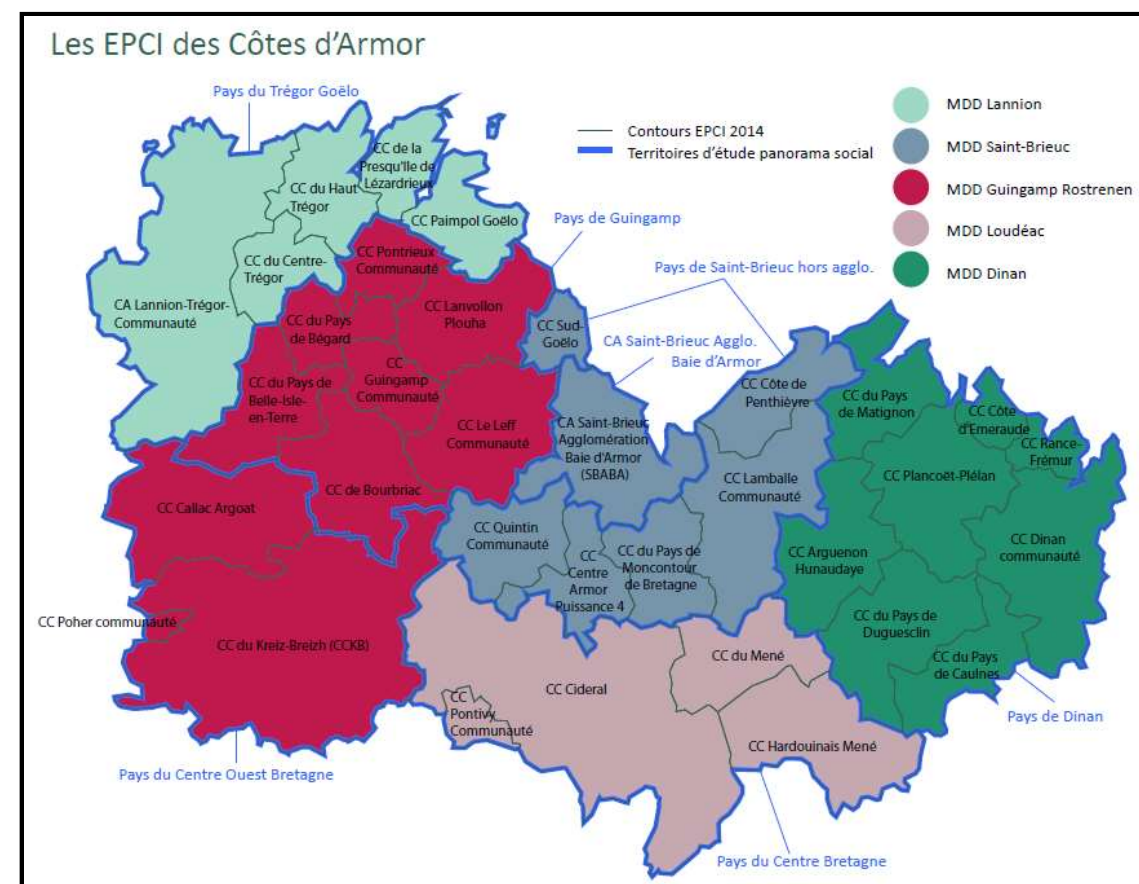 Les EPCI des Côtes d'Armor
Pays du Trégor Goëlo
MDD Lannion
MDD Saint-Brieuc
MDD Guingamp Rostrenen
MDD Loudéac
MDD Dinan
Contours EPCI 2014
Territoires d'étude panorama social
CC de la
Presqu'Ile de
Lézardrieux
CC du Haut
Trégor
CC Paimpol Goëlo
Pays de Guingamp
CC du Centre-
Trégor
CC Pontrieux
Communauté
Pays de Saint-Brieuc hors agglo.
CA Lannion-Trégor-
Communauté
CC du Pays
de Bégard
CC Lanvollon
Plouha
CC Sud-
Goëlo
CA Saint-Brieuc Agglo.
Baie d'Armor
CC
Guingamp
Communauté
CC du Pays de
Belle-Isle-
en-Terre
CC Côte de
Penthièvre
CC du Pays
de Matignon
CC Côte
d'Emeraude
CC Rance-
Frémur
CC Le Leff
Communauté
CA Saint-Brieuc
Agglomération
Baie d'Armor
(SBABA)
CC Lamballe
Communauté
CC Plancoët-Plélan
CC de Bourbriac
CC Callac Argoat
CC Quintin
Communauté
CC
Centre
Armor
Puissance 4
CC du Pays de
Moncontour
de Bretagne
CC Arguenon
Hunaudaye
CC Dinan
communauté
CC Poher communauté
CC du Kreiz-Breizh (CCKB)
CC du Pays de
Duguesclin
CC du Pays
de Caulnes
CC Cideral
CC du Mené
CC
Pontivy
Communauté
CC Hardouinais Mené
Pays de Dinan
Pays du Centre Ouest Bretagne
Pays du Centre Bretagne